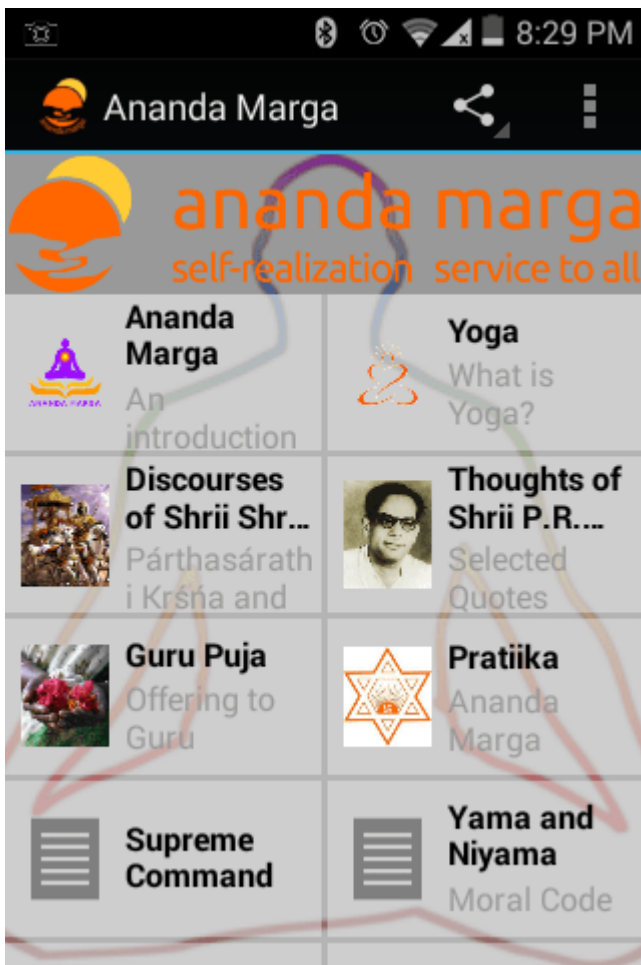 8:29 PM
Ananda Marga
ananda marga
self-realization service to all
Ananda
Marga
An
introduction
Yoga
What is
Yoga?
Discourses
of Shrii Shr...
Párthasárath
i Krśńa and
Thoughts of
Shrii P.R....
Selected
Quotes
Guru Puja
Offering to
Guru
Pratiika
Ananda
Marga
Supreme
Command
Yama and
Niyama
Moral Code